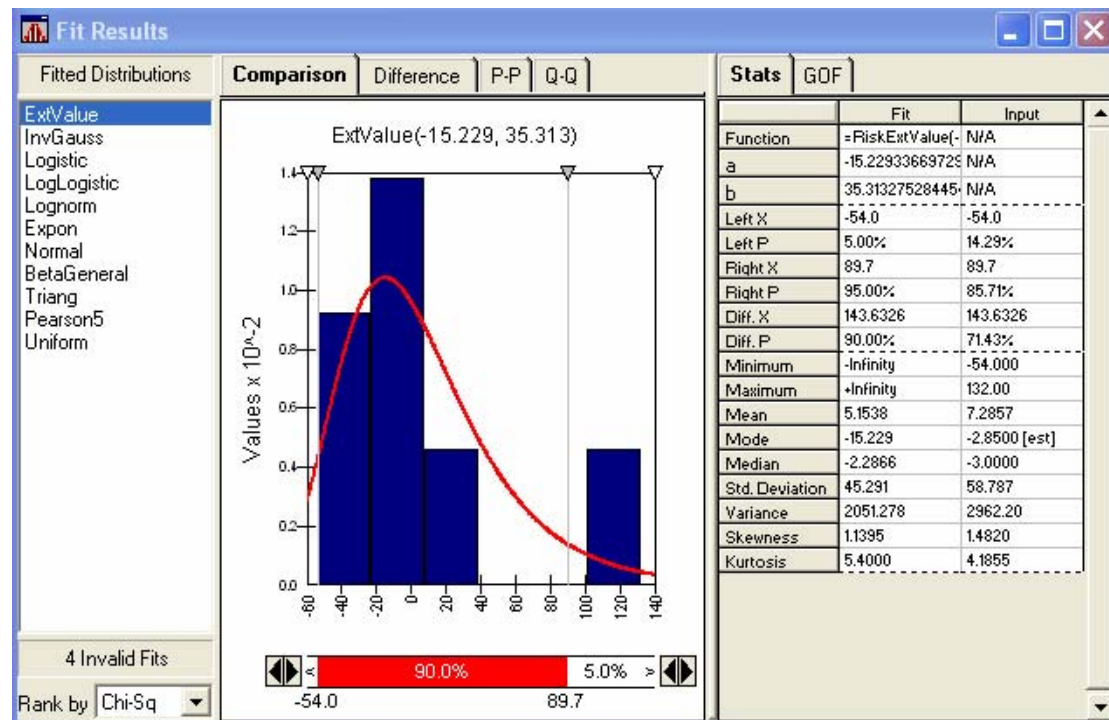 Fit Results
Fitted Distributions
ExtValue
InvGauss
Logistic
LogLogistic
Lognorm
Expon
Normal
BetaGeneral
Triang
Pearson5
Uniform
4 Invalid Fits
Rank by Chi-Sq
Comparison Difference P-P Q-Q
ExtValue(-15.229, 35.313)
Values x 10^-2
1.4
1.2
1.0
0.8
0.6
0.4
0.2
0.0
-60 -40 -20 0 20 40 60 80 100 120 140
< 90.0% 5.0% >
-54.0 89.7
Stats GOF
Fit Input
Function =RiskExtValue(- N/A
a -15.22933669729 N/A
b 35.31327528445 N/A
Left X -54.0 -54.0
Left P 5.00% 14.29%
Right X 89.7 89.7
Right P 95.00% 85.71%
Diff. X 143.6326 143.6326
Diff. P 90.00% 71.43%
Minimum -Infinity -54.000
Maximum +Infinity 132.00
Mean 5.1538 7.2857
Mode -15.229 -2.8500 [est]
Median -2.2866 -3.0000
Std. Deviation 45.291 58.787
Variance 2051.278 2962.20
Skewness 1.1395 1.4820
Kurtosis 5.4000 4.1855